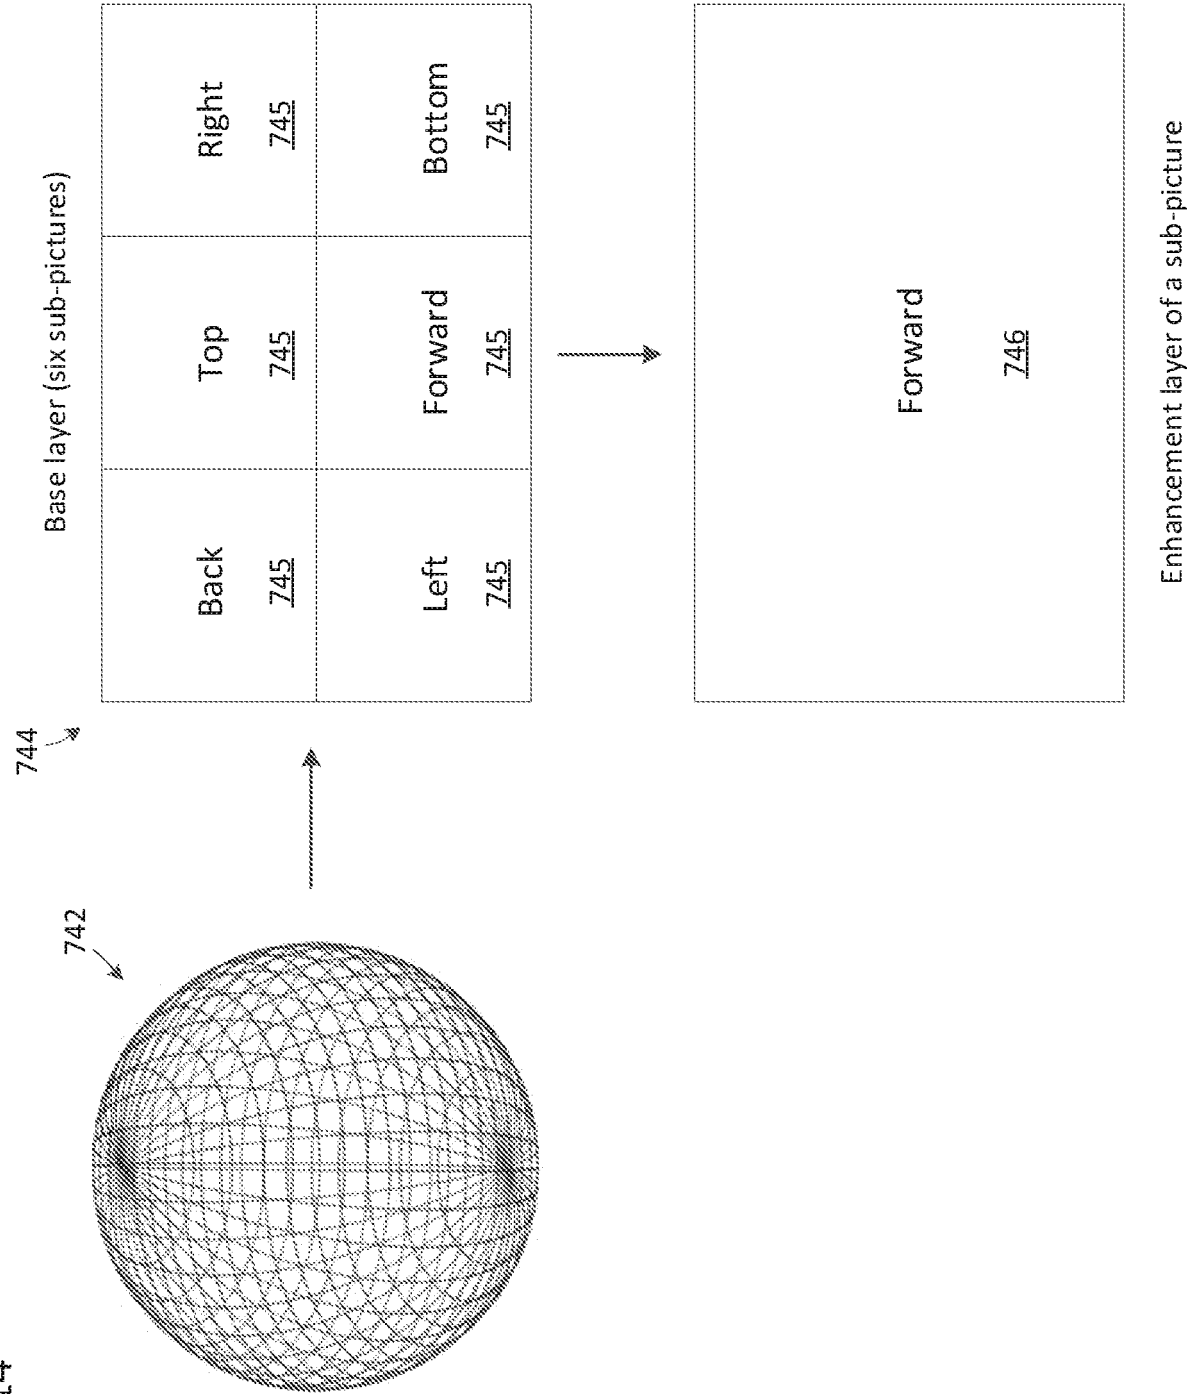 744
Base layer (six sub-pictures)
742
Back Top Right
745 745 745
Left Forward Bottom
745 745 745
Forward
746
Enhancement layer of a sub-picture